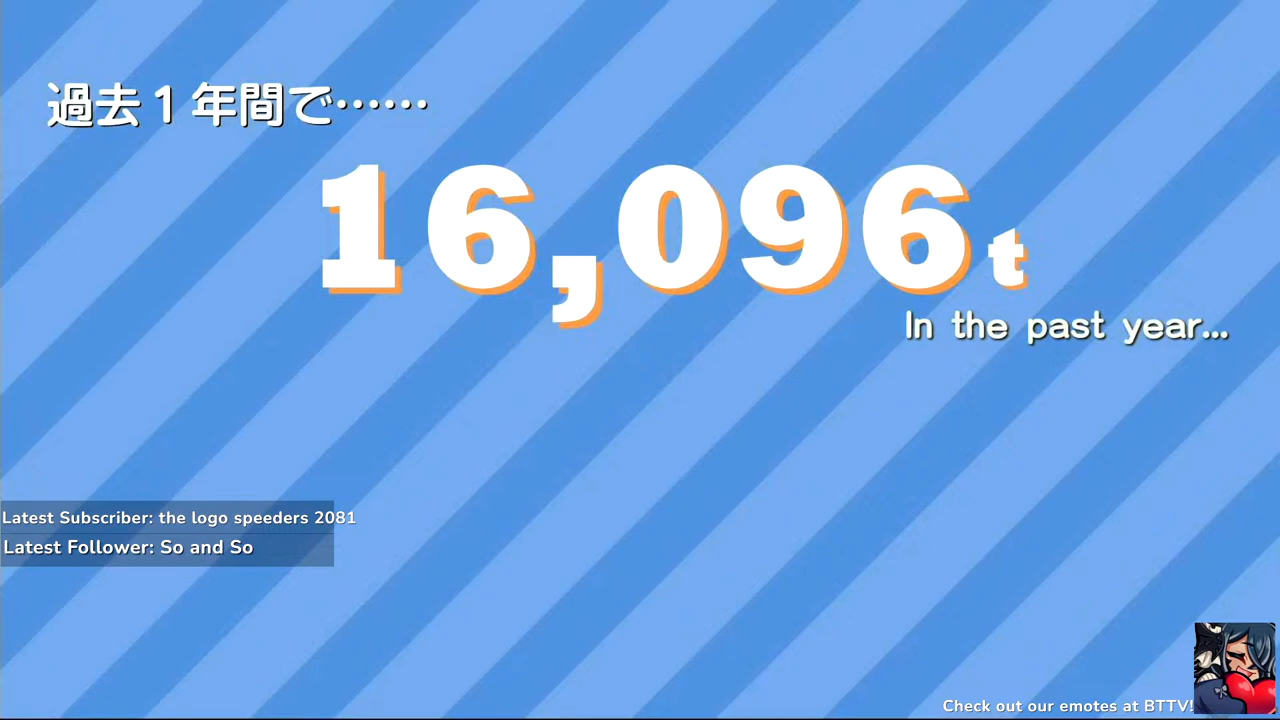 過去１年間で……
16,096t
In the past year...
Latest Subscriber: the logo speeders 2081
Latest Follower: So and So
Check out our emotes at BTTV!